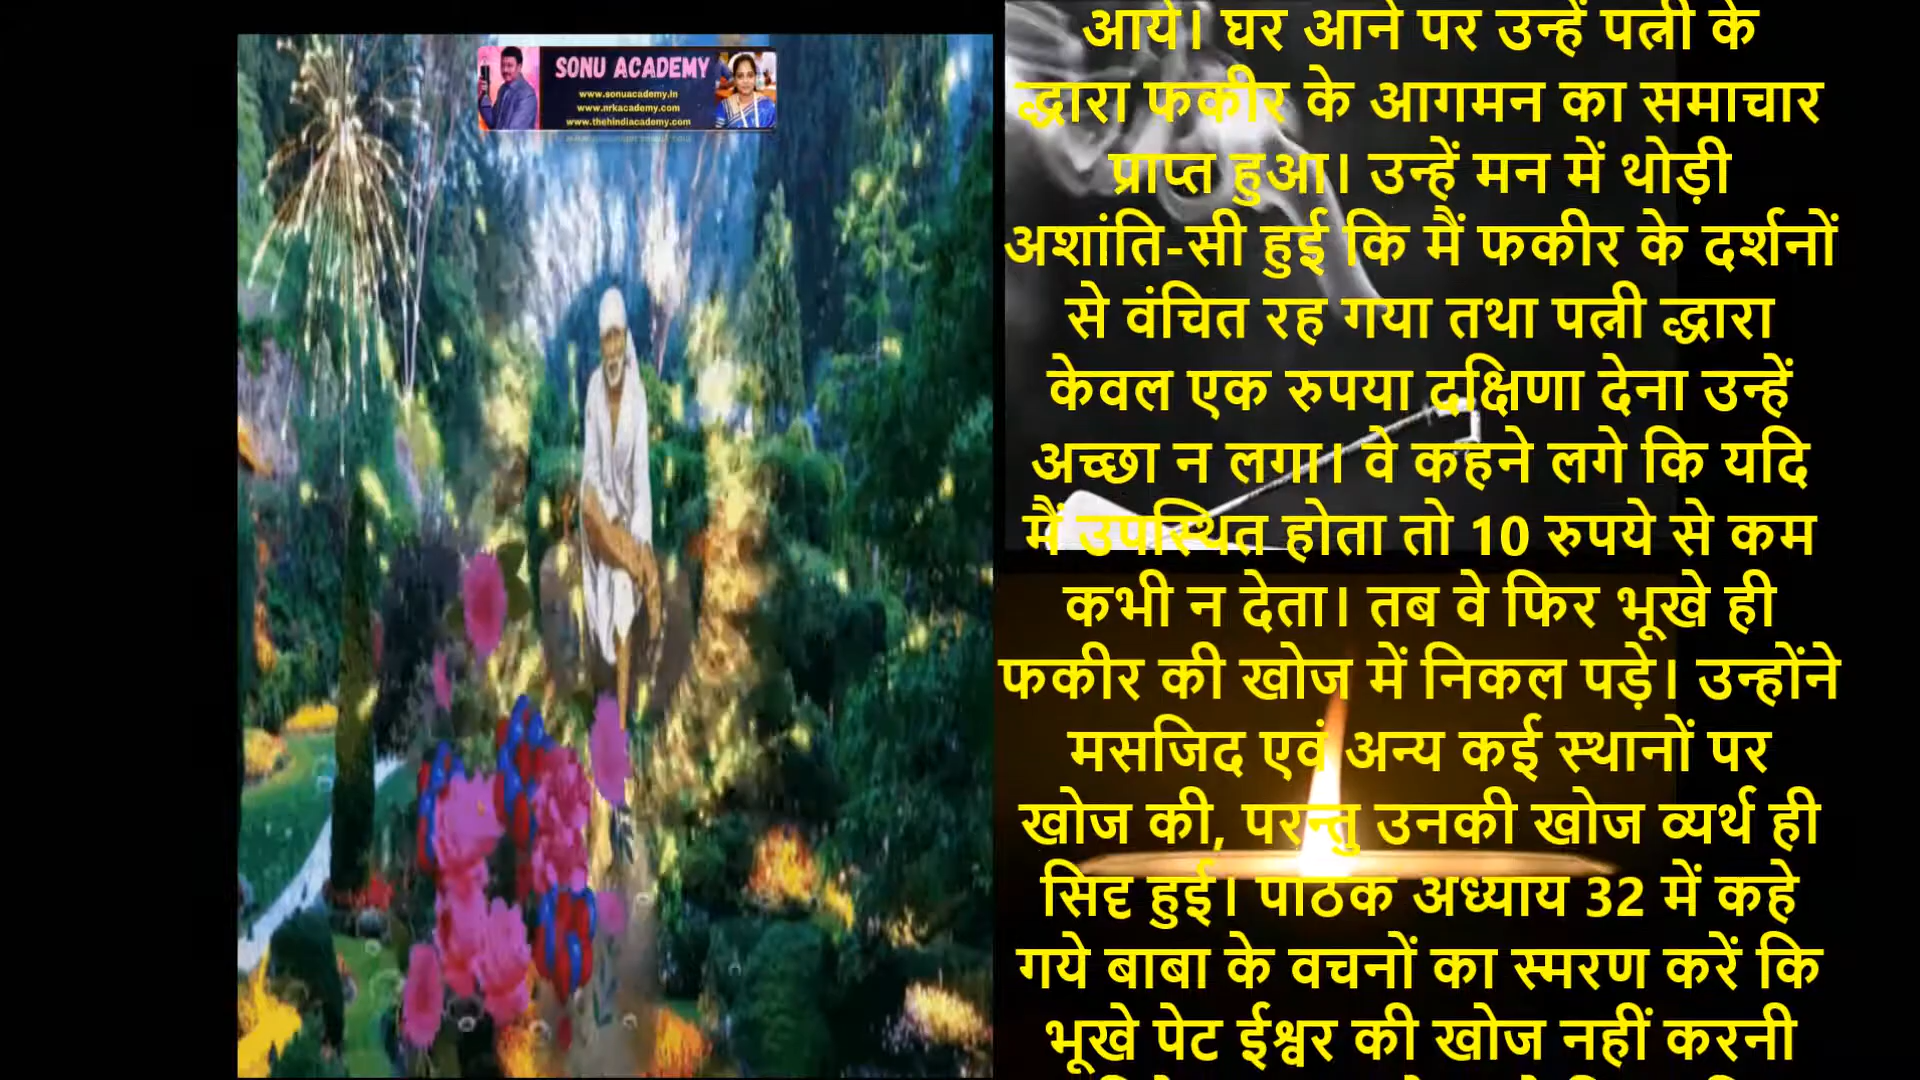 SONU ACADEMY
www.sonuacademy.in
www.nrkacademy.com
www.thehindiacademy.com
आये। घर आने पर उन्हें पत्नी के
द्धारा फकीर के आगमन का समाचार
प्राप्त हुआ। उन्हें मन में थोड़ी
अशांति-सी हुई कि मैं फकीर के दर्शनों
से वंचित रह गया तथा पत्नी द्धारा
केवल एक रुपया दक्षिणा देना उन्हें
अच्छा न लगा। वे कहने लगे कि यदि
मैं उपस्थित होता तो 10 रुपये से कम
कभी न देता। तब वे फिर भूखे ही
फकीर की खोज में निकल पड़े। उन्होंने
मसजिद एवं अन्य कई स्थानों पर
खोज की, परन्तु उनकी खोज व्यर्थ ही
सिदृ हुई। पाठक अध्याय 32 में कहे
गये बाबा के वचनों का स्मरण करें कि
भूखे पेट ईश्वर की खोज नहीं करनी